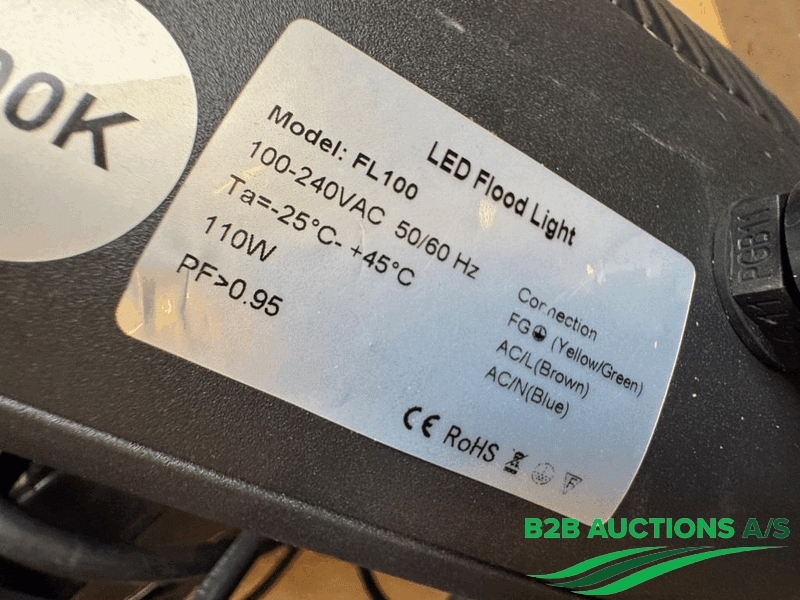 00K
LED Flood Light
Model: FL100
100-240VAC 50/60 Hz
Ta=-25°C- +45°C
110W
PF>0.95
Connection
FG (Yellow/Green)
AC/L(Brown)
AC/N(Blue)
CE RoHS
F
PGB11
B2B AUCTIONS A/S